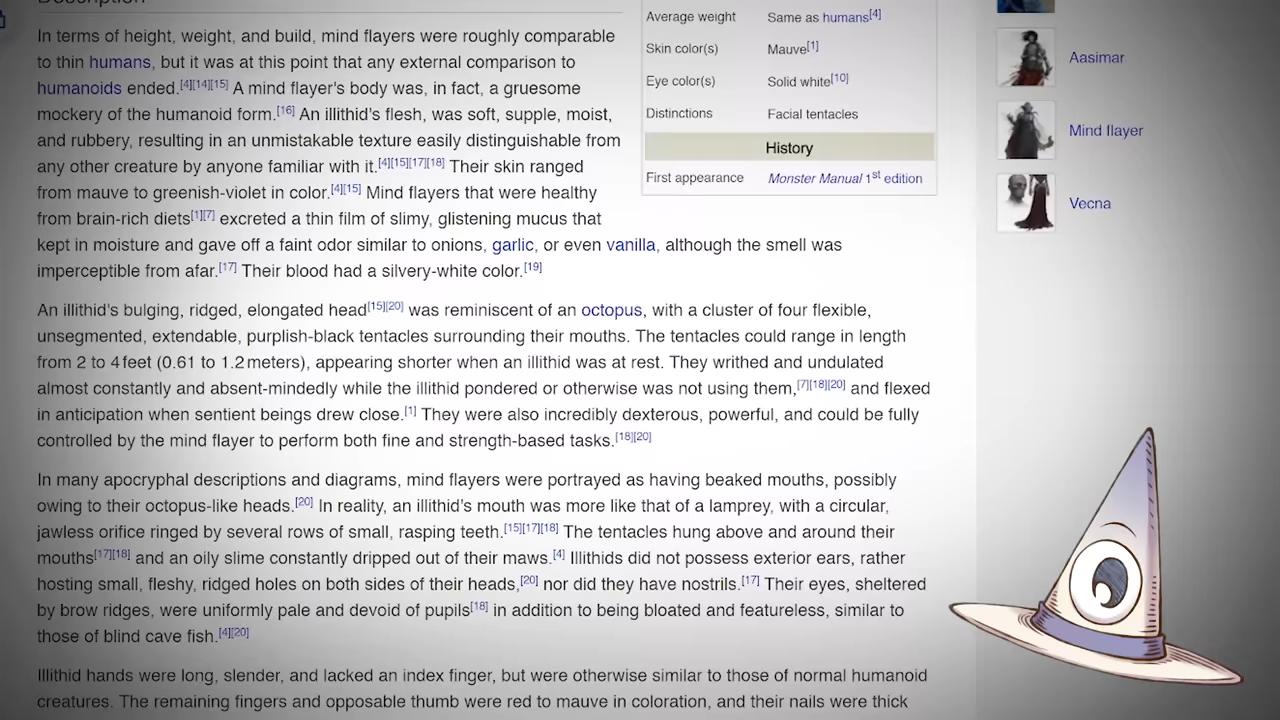 Description
In terms of height, weight, and build, mind flayers were roughly comparable
to thin humans, but it was at this point that any external comparison to
humanoids ended.[4][14][15] A mind flayer's body was, in fact, a gruesome
mockery of the humanoid form.[16] An illithid's flesh, was soft, supple, moist,
and rubbery, resulting in an unmistakable texture easily distinguishable from
any other creature by anyone familiar with it.[4][15][17][18] Their skin ranged
from mauve to greenish-violet in color.[4][15] Mind flayers that were healthy
from brain-rich diets[1][7] excreted a thin film of slimy, glistening mucus that
kept in moisture and gave off a faint odor similar to onions, garlic, or even vanilla, although the smell was
imperceptible from afar.[17] Their blood had a silvery-white color.[19]
An illithid's bulging, ridged, elongated head[15][20] was reminiscent of an octopus, with a cluster of four flexible,
unsegmented, extendable, purplish-black tentacles surrounding their mouths. The tentacles could range in length
from 2 to 4 feet (0.61 to 1.2 meters), appearing shorter when an illithid was at rest. They writhed and undulated
almost constantly and absent-mindedly while the illithid pondered or otherwise was not using them,[7][18][20] and flexed
in anticipation when sentient beings drew close.[1] They were also incredibly dexterous, powerful, and could be fully
controlled by the mind flayer to perform both fine and strength-based tasks.[18][20]
In many apocryphal descriptions and diagrams, mind flayers were portrayed as having beaked mouths, possibly
owing to their octopus-like heads.[20] In reality, an illithid's mouth was more like that of a lamprey, with a circular,
jawless orifice ringed by several rows of small, rasping teeth.[15][17][18] The tentacles hung above and around their
mouths[17][18] and an oily slime constantly dripped out of their maws.[4] Illithids did not possess exterior ears, rather
hosting small, fleshy, ridged holes on both sides of their heads,[20] nor did they have nostrils.[17] Their eyes, sheltered
by brow ridges, were uniformly pale and devoid of pupils[18] in addition to being bloated and featureless, similar to
those of blind cave fish.[4][20]
Illithid hands were long, slender, and lacked an index finger, but were otherwise similar to those of normal humanoid
creatures. The remaining fingers and opposable thumb were red to mauve in coloration, and their nails were thick
Average weight Same as humans[4]
Skin color(s) Mauve[1]
Eye color(s) Solid white[10]
Distinctions Facial tentacles
History
First appearance Monster Manual 1st edition
Aasimar
Mind flayer
Vecna